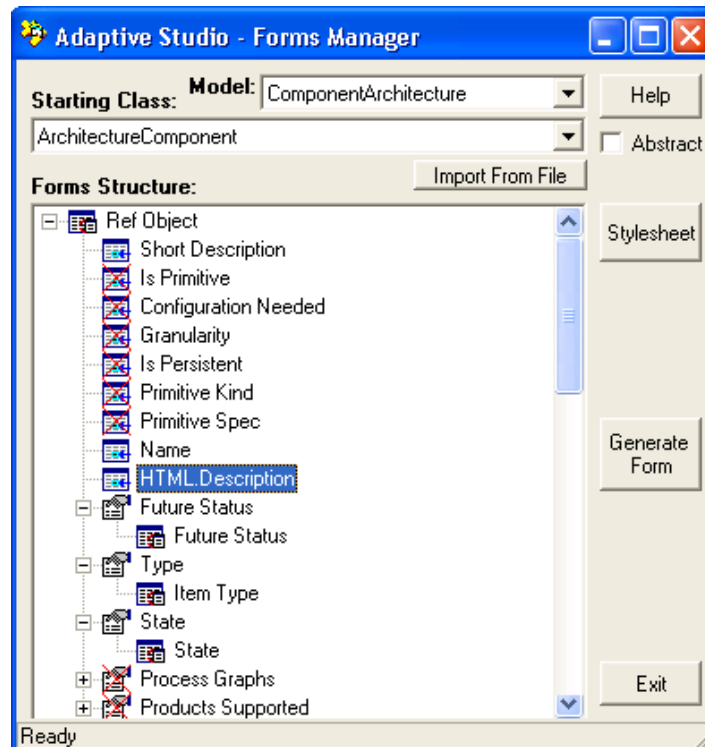 Adaptive Studio - Forms Manager
Model: ComponentArchitecture
Help
Starting Class:
ArchitectureComponent
Abstract
Import From File
Forms Structure:
Ref Object
Stylesheet
Short Description
Is Primitive
Configuration Needed
Granularity
Is Persistent
Primitive Kind
Primitive Spec
Name
Generate
Form
HTML.Description
Future Status
Future Status
Type
Item Type
State
State
Process Graphs
Exit
Products Supported
Ready